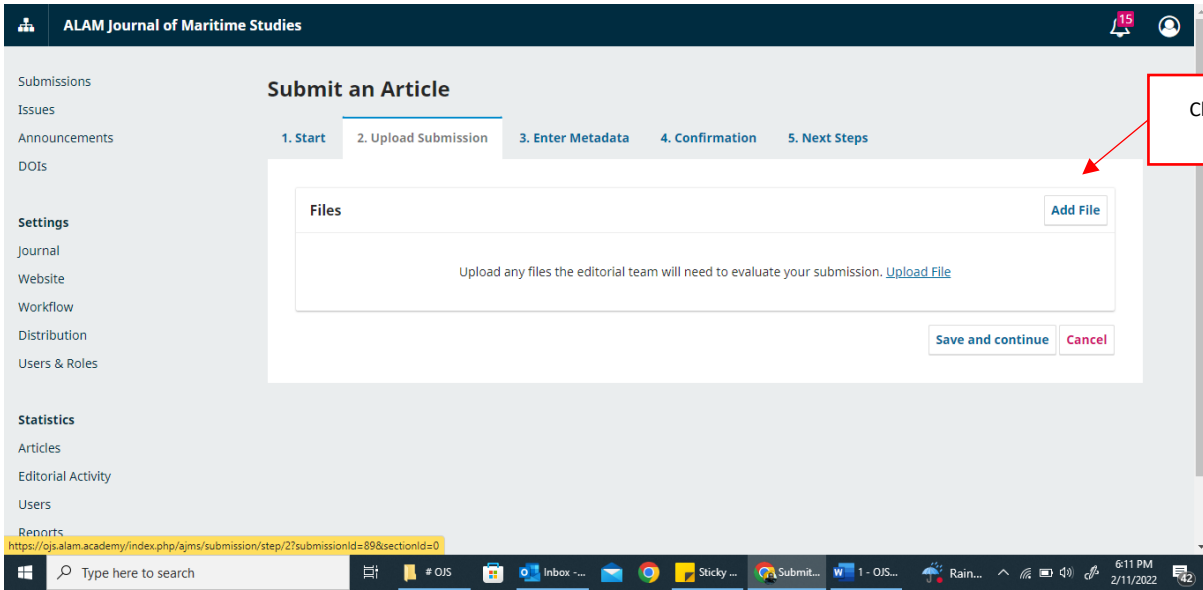 ALAM Journal of Maritime Studies
15
Submissions
Issues
Announcements
DOIs
Settings
Journal
Website
Workflow
Distribution
Users & Roles
Statistics
Articles
Editorial Activity
Users
Reports
Submit an Article
1. Start 2. Upload Submission 3. Enter Metadata 4. Confirmation 5. Next Steps
Files
Add File
Upload any files the editorial team will need to evaluate your submission. Upload File
Save and continue Cancel
https://ojs.alam.academy/index.php/ajms/submission/step/2?submissionId=89&sectionId=0
Type here to search # OJS Inbox -... Sticky ... Submit... 1 - OJS... Rain... 6:11 PM
2/11/2022 42